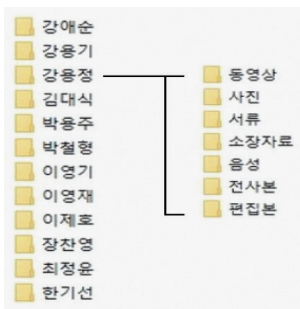 강애순
강용기
강용정
김대식
박용주
박철형
이영기
이영재
이제호
장찬영
최정윤
한기선
동영상
사진
서류
소장자료
음성
전사본
편집본